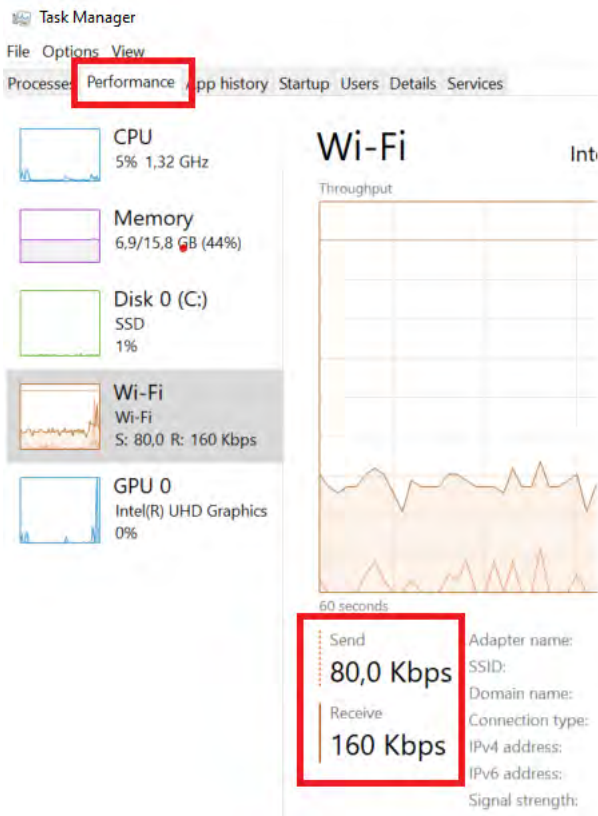 Task Manager
File Options View
Processes Performance App history Startup Users Details Services
CPU
5% 1,32 GHz
Memory
6,9/15,8 GB (44%)
Disk 0 (C:)
SSD
1%
Wi-Fi
Wi-Fi
S: 80,0 R: 160 Kbps
GPU 0
Intel(R) UHD Graphics
0%
Wi-Fi
Inte
Throughput
60 seconds
Send
80,0 Kbps
Receive
160 Kbps
Adapter name:
SSID:
Domain name:
Connection type:
IPv4 address:
IPv6 address:
Signal strength: